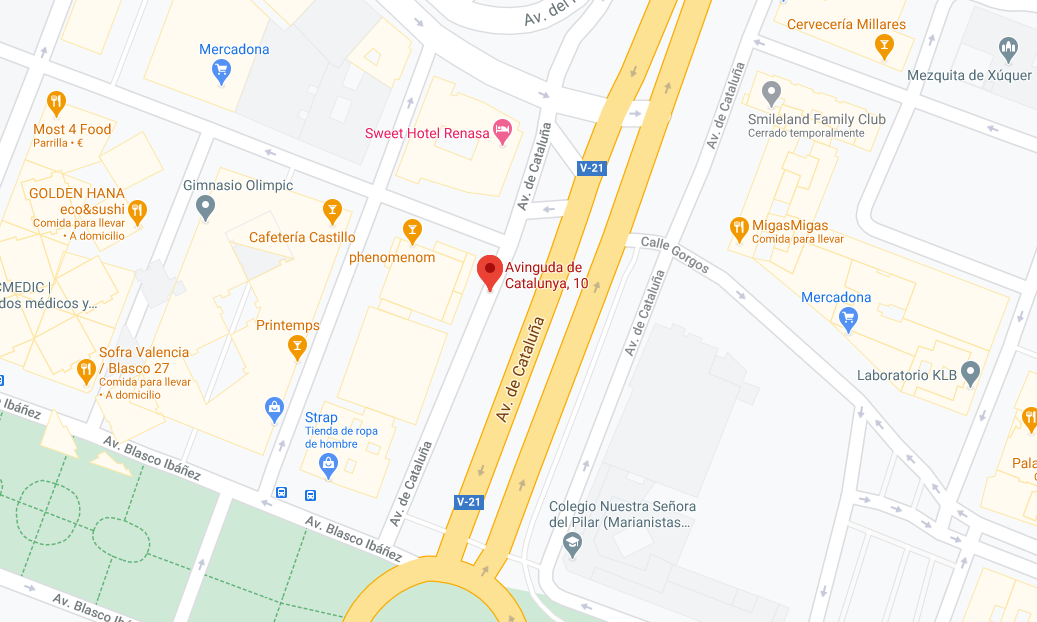 Av. del
Cervecería Millares
Mercadona
Mezquita de Xúquer
Av. de Cataluña
Most 4 Food
Parrilla • €
Smileland Family Club
Cerrado temporalmente
Sweet Hotel Renasa
Av. de Cataluña
V-21
GOLDEN HANA
eco&sushi
Comida para llevar
• A domicilio
Gimnasio Olimpic
Cafetería Castillo
phenomenom
MigasMigas
Comida para llevar
Calle Gorgos
Avinguda de
Catalunya, 10
CMEDIC |
dos médicos y...
Mercadona
Av. de Cataluña
Printemps
Av. de Cataluña
Sofra Valencia
/ Blasco 27
Comida para llevar
• A domicilio
Laboratorio KLB
Ibáñez
Av. Blasco Ibáñez
Strap
Tienda de ropa
de hombre
Av. de Cataluña
Pala
V-21
Colegio Nuestra Señora
del Pilar (Marianistas...
Av. Blasco Ibáñez
Av. Blasco Ibáñez